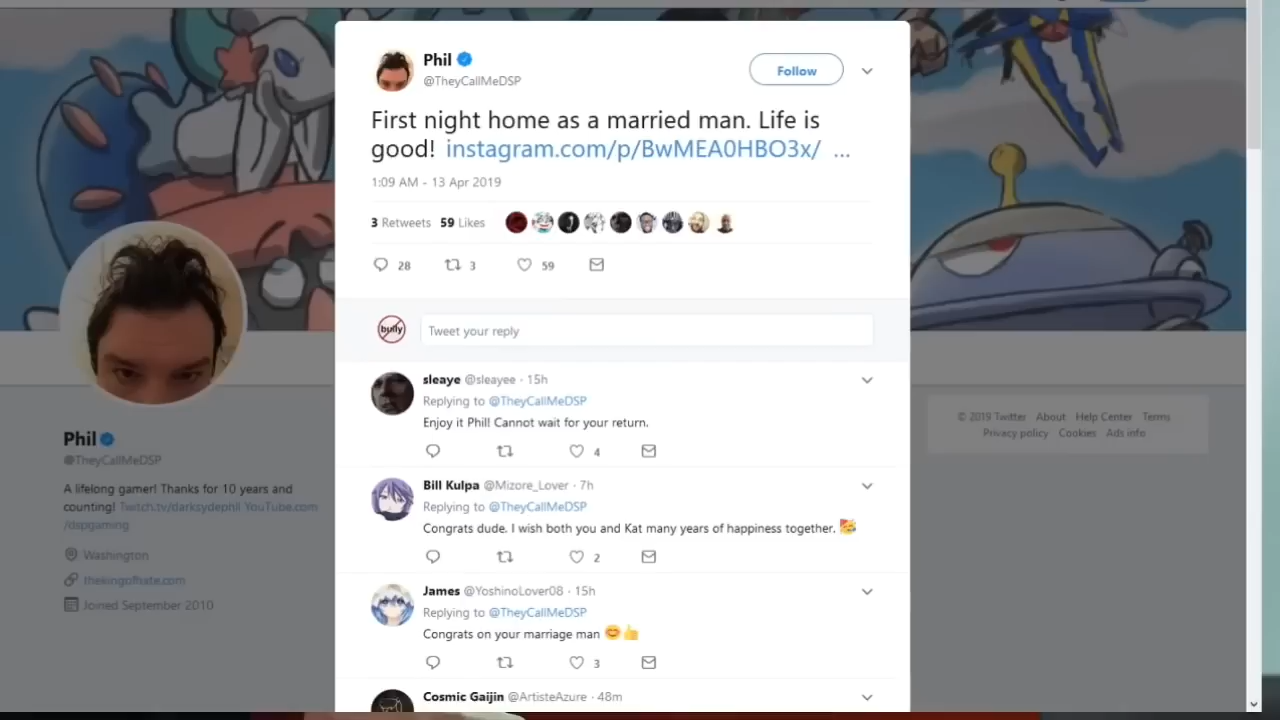 Phil
@TheyCallMeDSP
Follow
First night home as a married man. Life is
good! instagram.com/p/BwMEA0HBO3x/ ...
1:09 AM - 13 Apr 2019
3 Retweets 59 Likes
28 3 59
bully
Tweet your reply
sleaye @sleayee · 15h
Replying to @TheyCallMeDSP
Enjoy it Phil! Cannot wait for your return.
4
Bill Kulpa @Mizore_Lover · 7h
Replying to @TheyCallMeDSP
Congrats dude. I wish both you and Kat many years of happiness together. 🥰
2
James @YoshinoLover08 · 15h
Replying to @TheyCallMeDSP
Congrats on your marriage man 😊👍
3
Cosmic Gaijin @ArtisteAzure · 48m
Phil
@TheyCallMeDSP
A lifelong gamer! Thanks for 10 years and
counting! Twitch.tv/darksydephil YouTube.com
/dspgaming
Washington
thekingofhate.com
Joined September 2010
© 2019 Twitter About Help Center Terms
Privacy policy Cookies Ads info